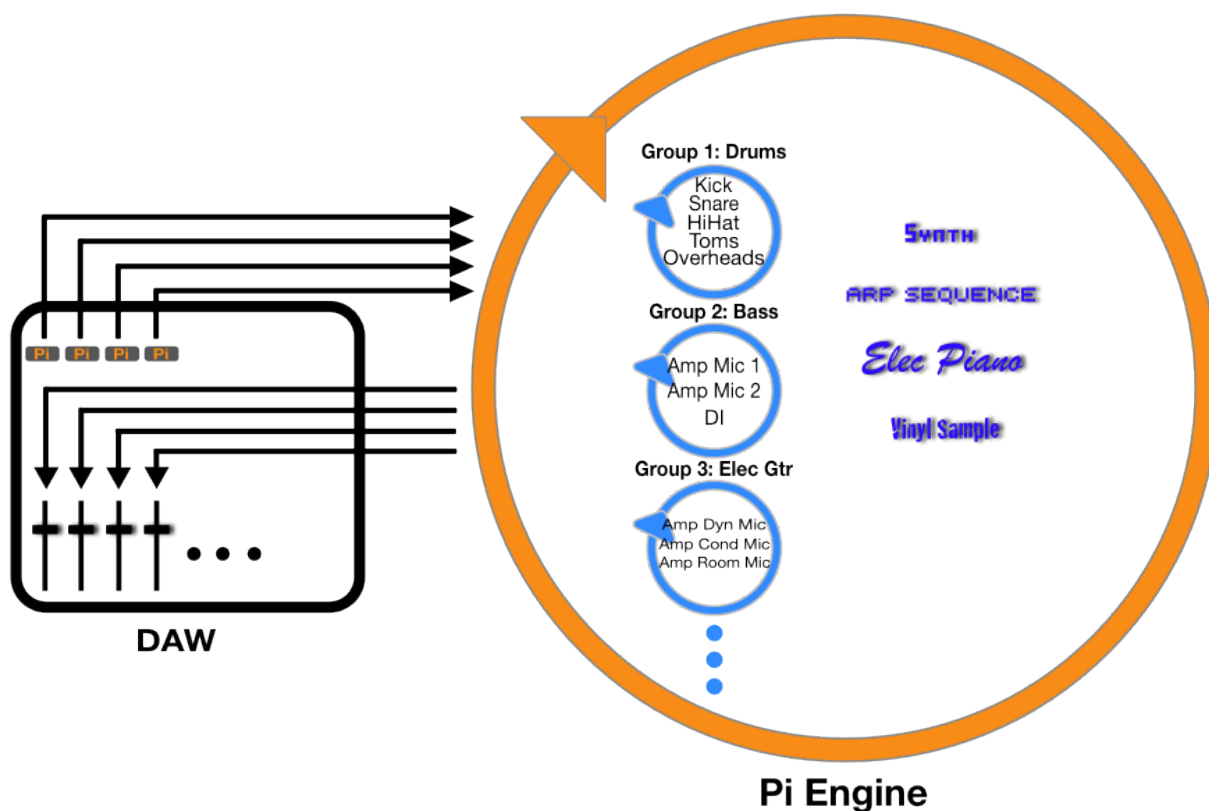 Group 1: Drums
Kick
Snare
HiHat
Toms
Overheads
Group 2: Bass
Amp Mic 1
Amp Mic 2
DI
Group 3: Elec Gtr
Amp Dyn Mic
Amp Cond Mic
Amp Room Mic
Synth
ARP SEQUENCE
Elec Piano
Vinyl Sample
Pi Pi Pi Pi
DAW
Pi Engine